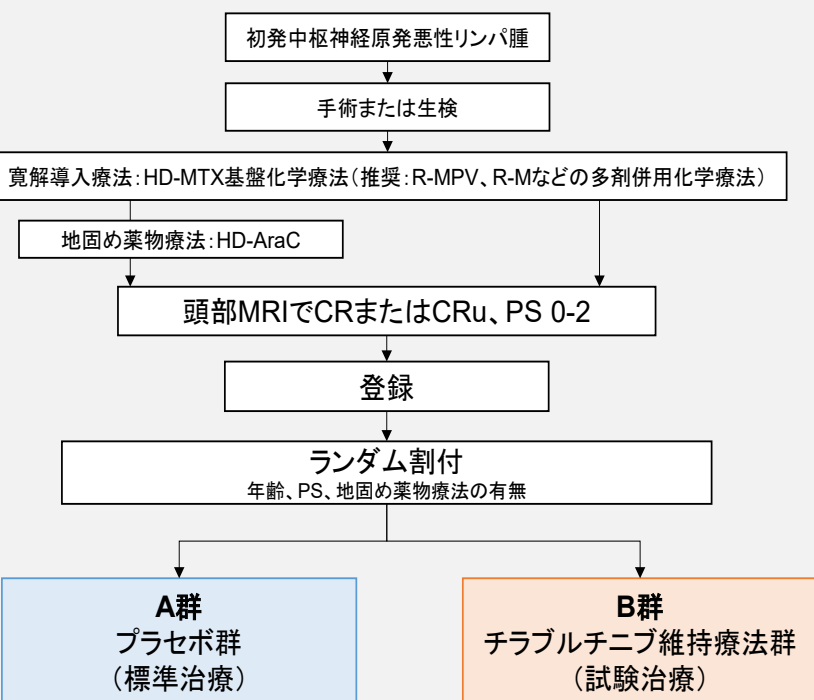 初発中枢神経原発悪性リンパ腫
手術または生検
寛解導入療法：HD-MTX基盤化学療法（推奨：R-MPV、R-Mなどの多剤併用化学療法）
地固め薬物療法：HD-AraC
頭部MRIでCRまたはCRu、PS 0-2
登録
ランダム割付
年齢、PS、地固め薬物療法の有無
A群
プラセボ群
（標準治療）
B群
チラブルチニブ維持療法群
（試験治療）